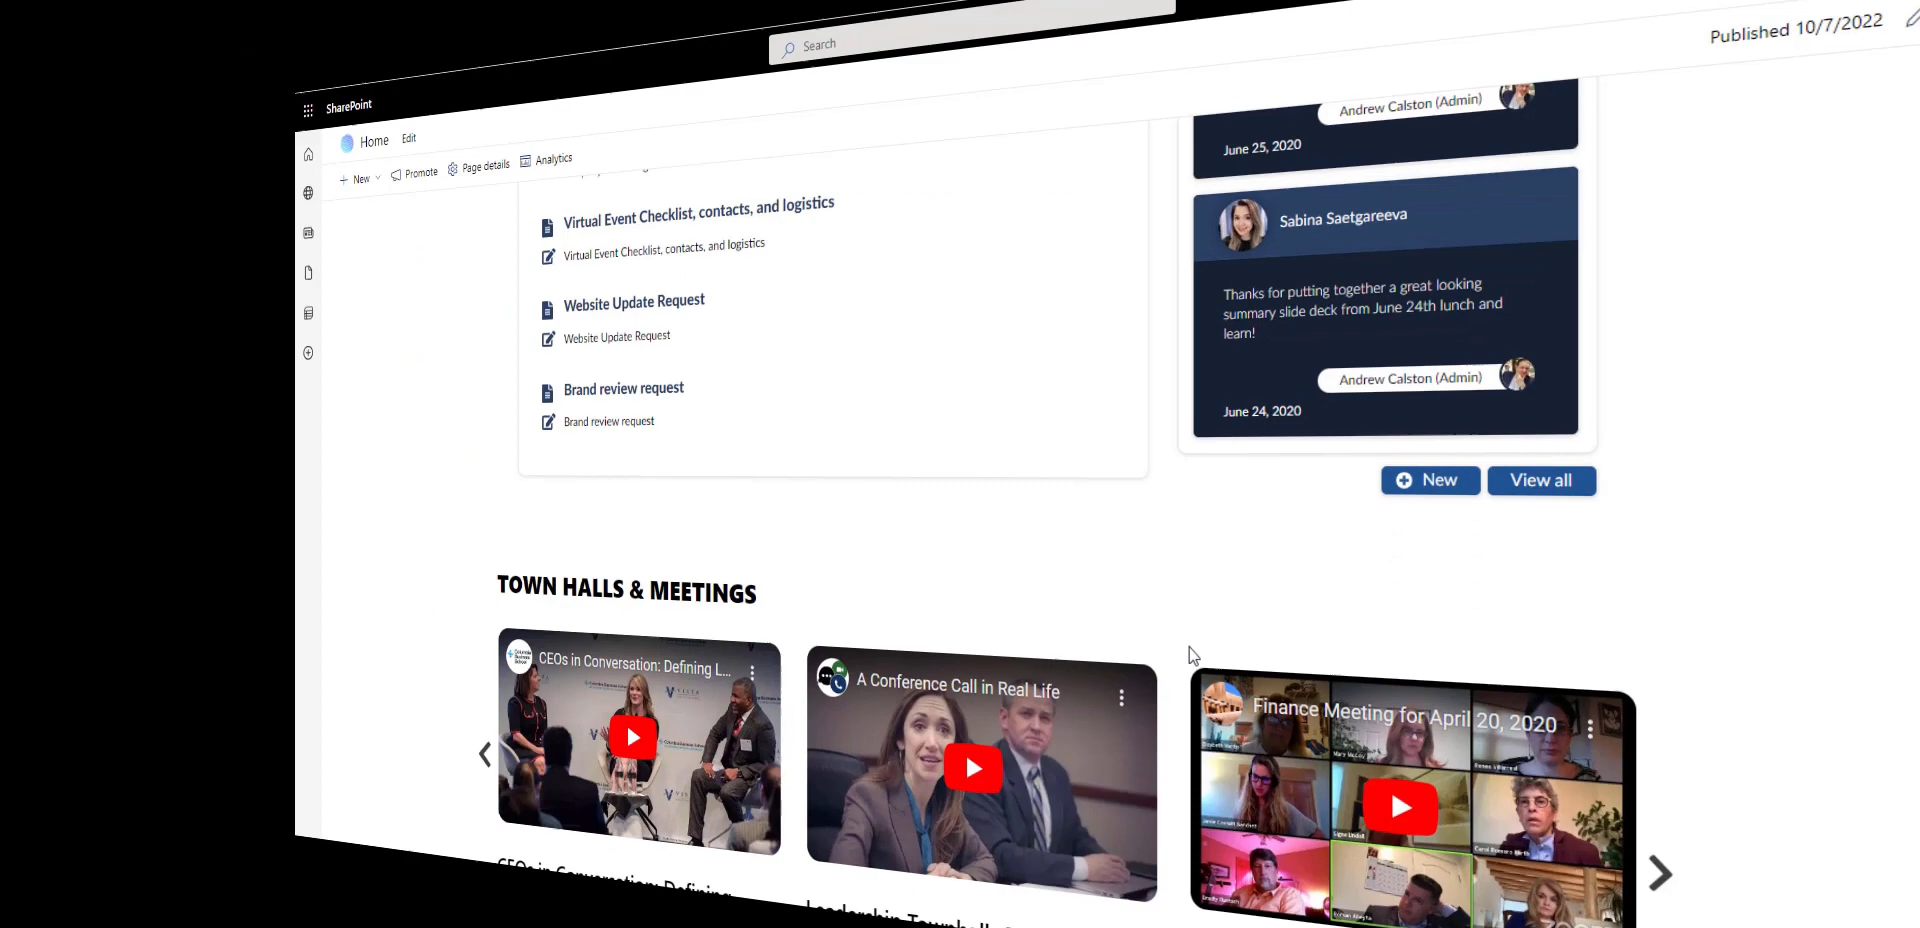 Search
Published 10/7/2022
SharePoint
Home Edit
New Promote Page details Analytics
Virtual Event Checklist, contacts, and logistics
Virtual Event Checklist, contacts, and logistics
Website Update Request
Website Update Request
Brand review request
Brand review request
Andrew Calston (Admin)
June 25, 2020
Sabina Saetgareeva
Thanks for putting together a great looking
summary slide deck from June 24th lunch and
learn!
Andrew Calston (Admin)
June 24, 2020
New View all
TOWN HALLS & MEETINGS
CEOs in Conversation: Defining L...
A Conference Call in Real Life
Finance Meeting for April 20, 2020
CEOs in Conversation: Defining